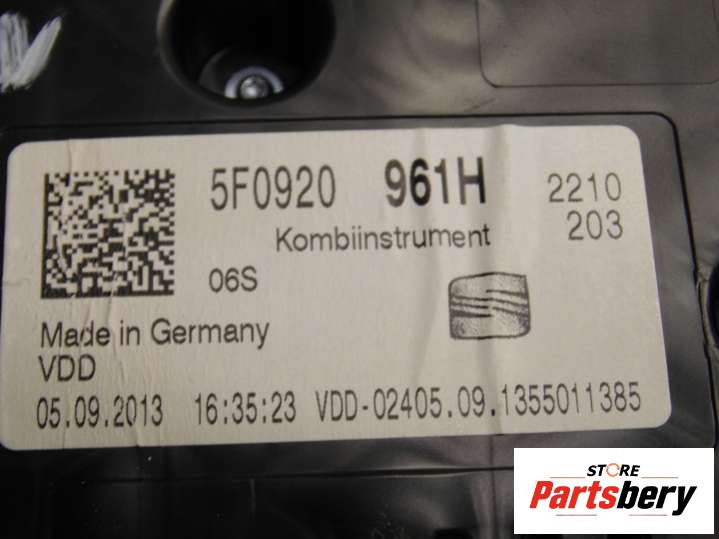 5F0920 961H 2210
Kombiinstrument 203
06S
Made in Germany
VDD
05.09.2013 16:35:23 VDD-02405.09.1355011385
STORE
Partsbery